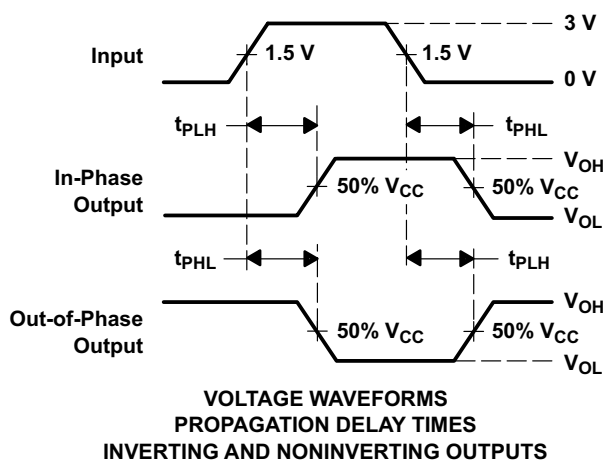 3 V
Input
1.5 V
1.5 V
0 V
tPLH
tPHL
VOH
In-Phase
Output
50% VCC
50% VCC
VOL
tPHL
tPLH
VOH
Out-of-Phase
Output
50% VCC
50% VCC
VOL
VOLTAGE WAVEFORMS
PROPAGATION DELAY TIMES
INVERTING AND NONINVERTING OUTPUTS